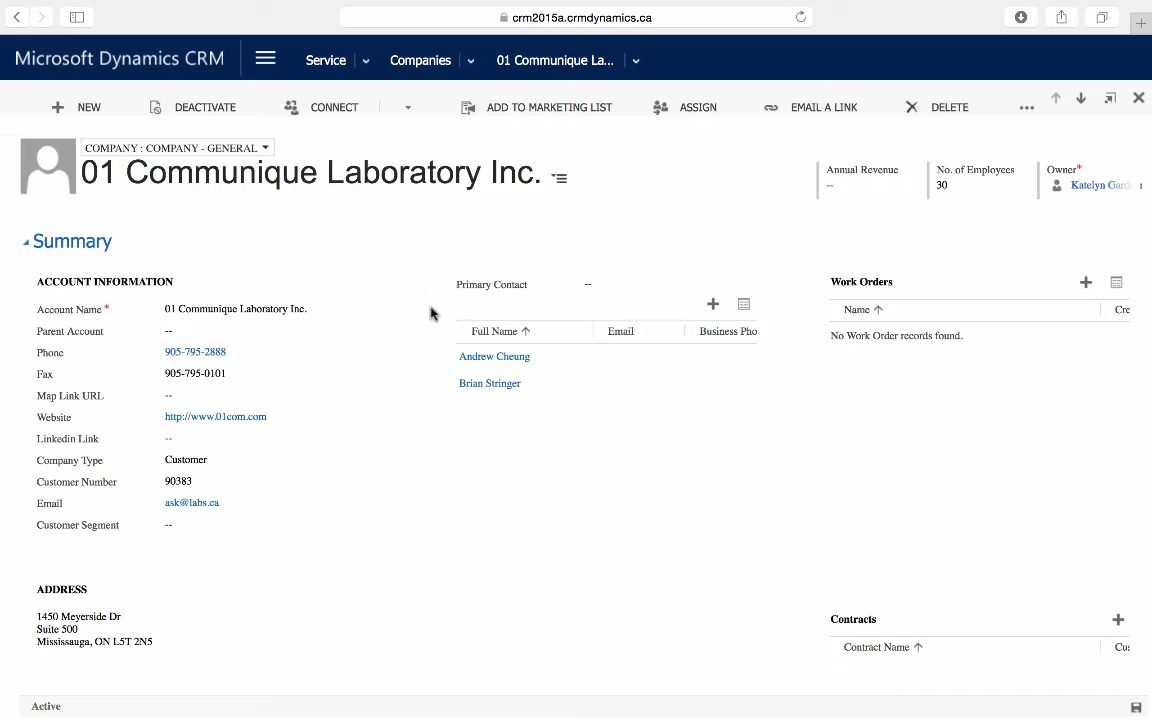 crm2015a.crmdynamics.ca
Microsoft Dynamics CRM Service Companies 01 Communique La...
NEW DEACTIVATE CONNECT ADD TO MARKETING LIST ASSIGN EMAIL A LINK DELETE
COMPANY : COMPANY - GENERAL
01 Communique Laboratory Inc.
Annual Revenue No. of Employees Owner*
-- 30 Katelyn Gard
Summary
ACCOUNT INFORMATION
Account Name * 01 Communique Laboratory Inc.
Parent Account --
Phone 905-795-2888
Fax 905-795-0101
Map Link URL --
Website http://www.01com.com
Linkedin Link --
Company Type Customer
Customer Number 90383
Email ask@labs.ca
Customer Segment --
ADDRESS
1450 Meyerside Dr
Suite 500
Mississauga, ON L5T 2N5
Primary Contact --
Full Name Email Business Pho
Andrew Cheung
Brian Stringer
Work Orders
Name Cre
No Work Order records found.
Contracts
Contract Name Cus
Active